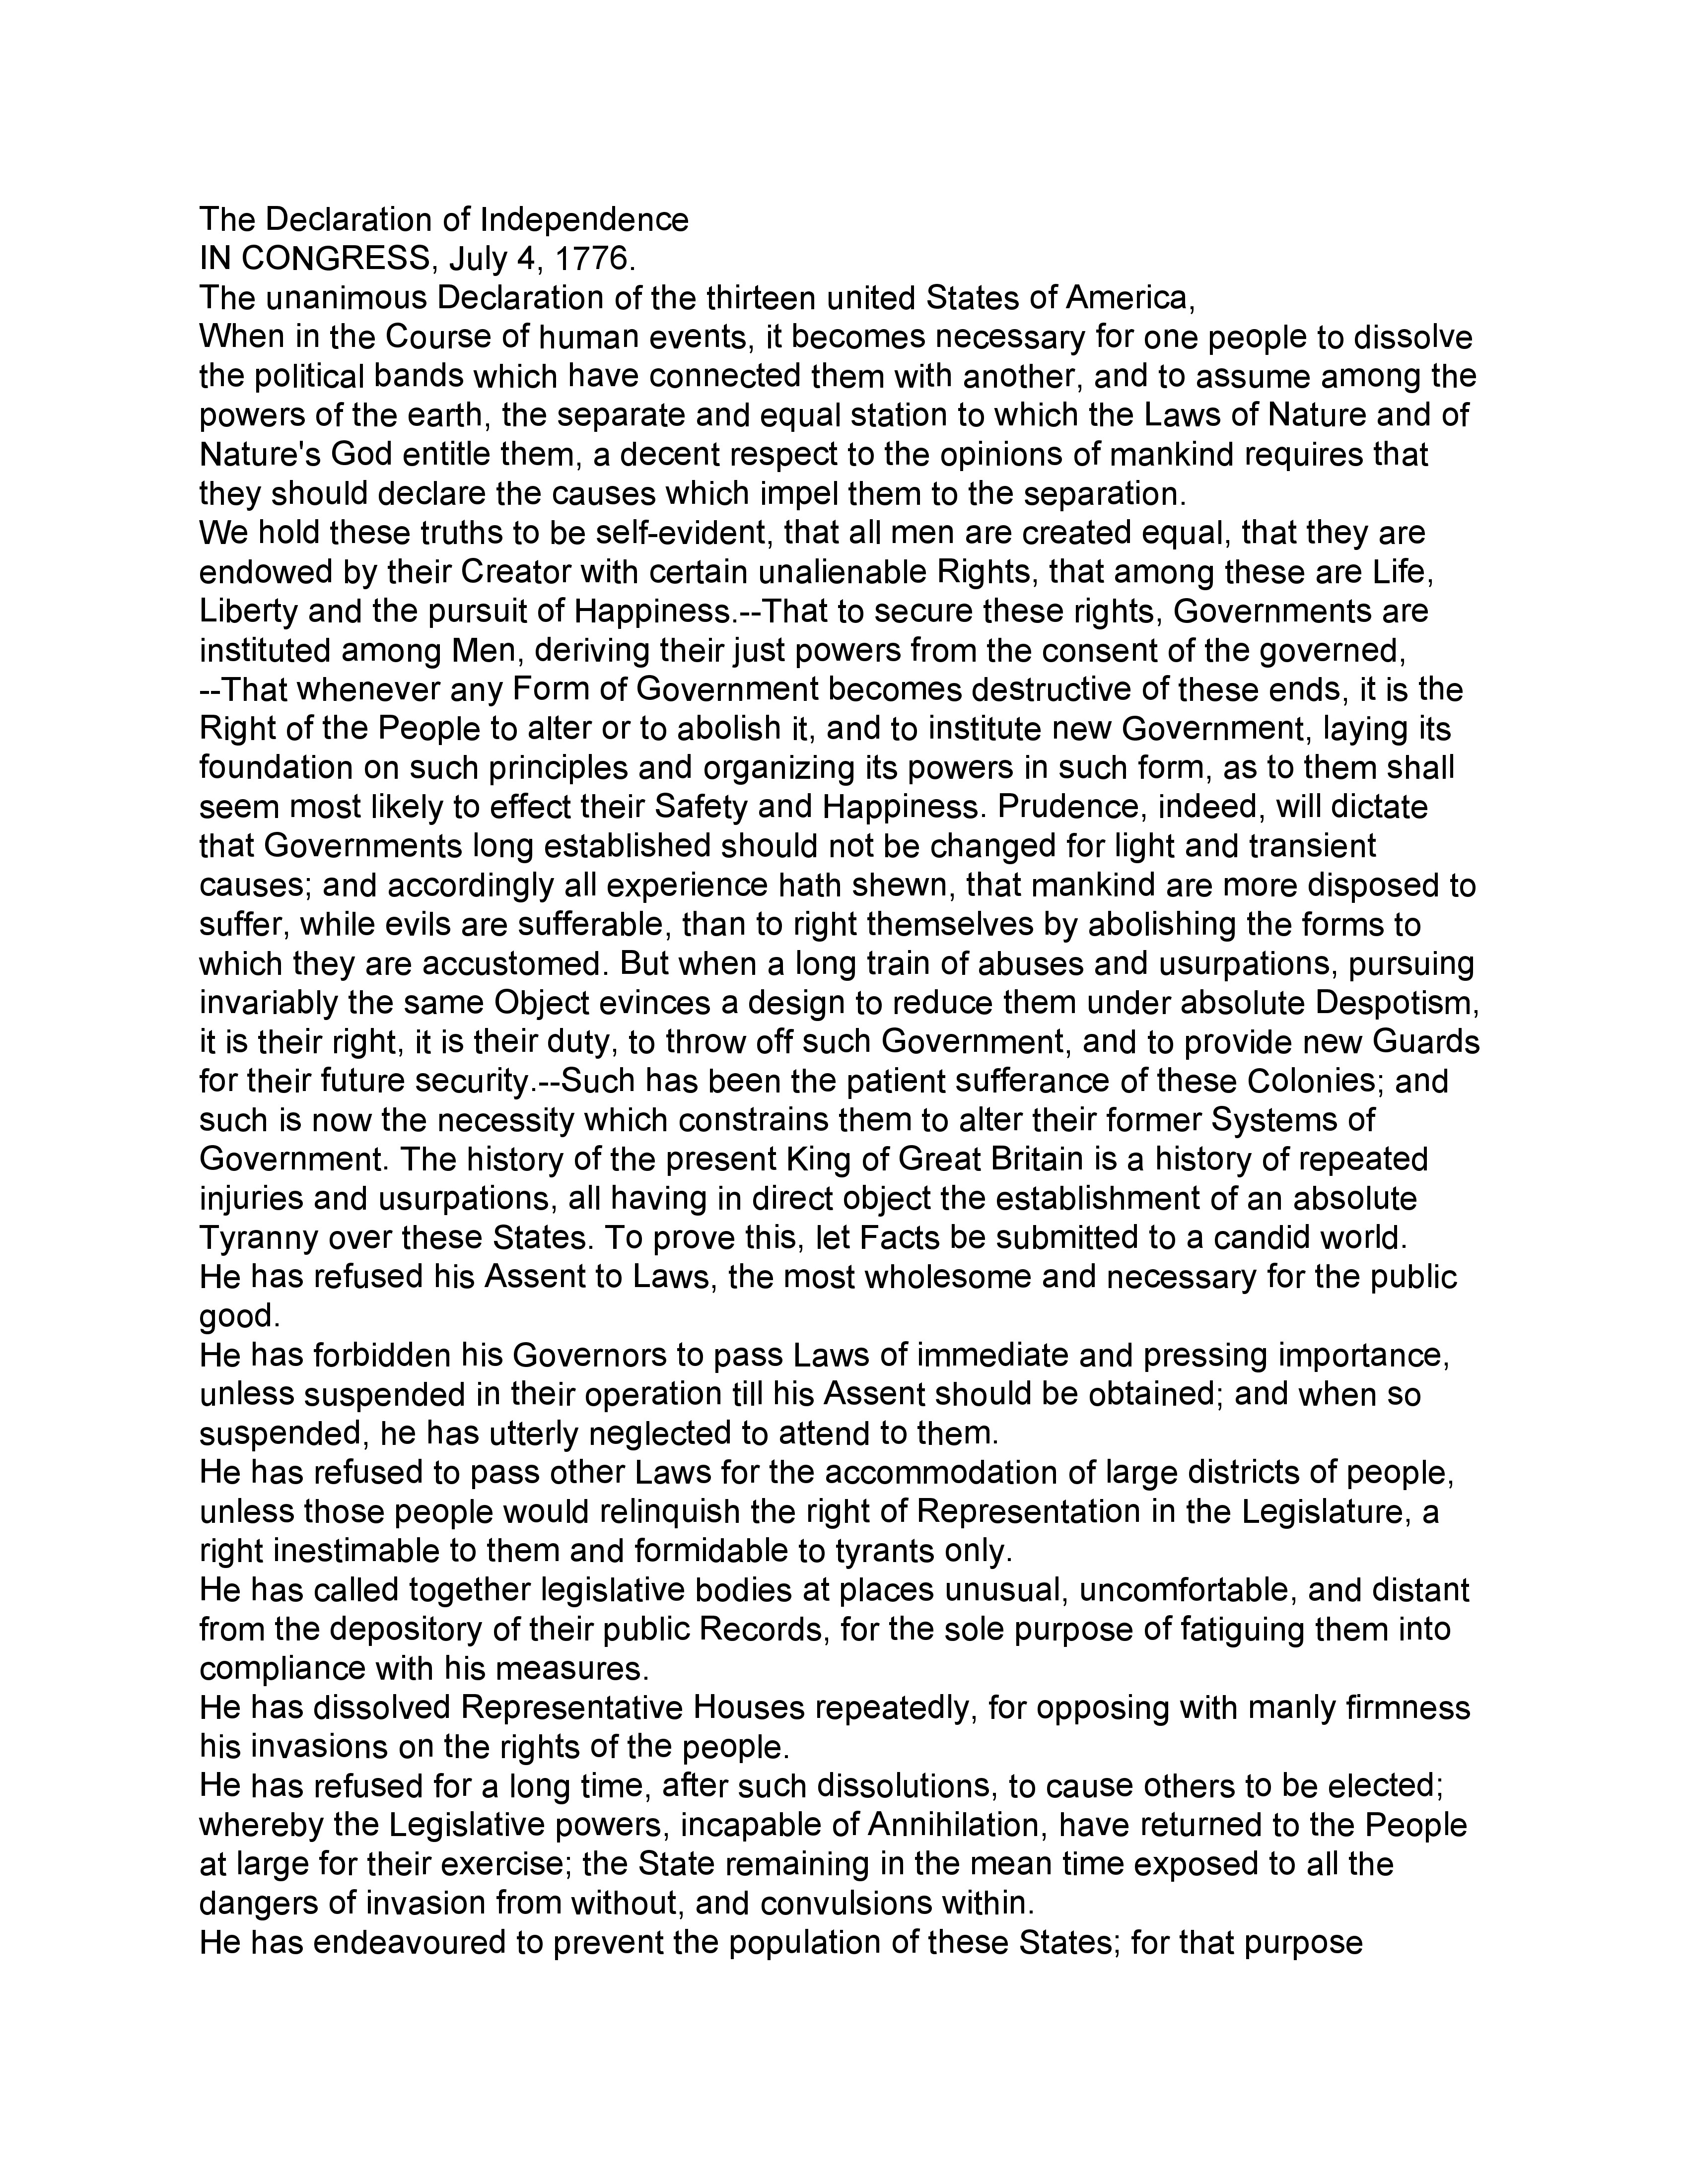 The Declaration of Independence
IN CONGRESS, July 4, 1776.
The unanimous Declaration of the thirteen united States of America,
When in the Course of human events, it becomes necessary for one people to dissolve
the political bands which have connected them with another, and to assume among the
powers of the earth, the separate and equal station to which the Laws of Nature and of
Nature's God entitle them, a decent respect to the opinions of mankind requires that
they should declare the causes which impel them to the separation.
We hold these truths to be self-evident, that all men are created equal, that they are
endowed by their Creator with certain unalienable Rights, that among these are Life,
Liberty and the pursuit of Happiness.--That to secure these rights, Governments are
instituted among Men, deriving their just powers from the consent of the governed,
--That whenever any Form of Government becomes destructive of these ends, it is the
Right of the People to alter or to abolish it, and to institute new Government, laying its
foundation on such principles and organizing its powers in such form, as to them shall
seem most likely to effect their Safety and Happiness. Prudence, indeed, will dictate
that Governments long established should not be changed for light and transient
causes; and accordingly all experience hath shewn, that mankind are more disposed to
suffer, while evils are sufferable, than to right themselves by abolishing the forms to
which they are accustomed. But when a long train of abuses and usurpations, pursuing
invariably the same Object evinces a design to reduce them under absolute Despotism,
it is their right, it is their duty, to throw off such Government, and to provide new Guards
for their future security.--Such has been the patient sufferance of these Colonies; and
such is now the necessity which constrains them to alter their former Systems of
Government. The history of the present King of Great Britain is a history of repeated
injuries and usurpations, all having in direct object the establishment of an absolute
Tyranny over these States. To prove this, let Facts be submitted to a candid world.
He has refused his Assent to Laws, the most wholesome and necessary for the public
good.
He has forbidden his Governors to pass Laws of immediate and pressing importance,
unless suspended in their operation till his Assent should be obtained; and when so
suspended, he has utterly neglected to attend to them.
He has refused to pass other Laws for the accommodation of large districts of people,
unless those people would relinquish the right of Representation in the Legislature, a
right inestimable to them and formidable to tyrants only.
He has called together legislative bodies at places unusual, uncomfortable, and distant
from the depository of their public Records, for the sole purpose of fatiguing them into
compliance with his measures.
He has dissolved Representative Houses repeatedly, for opposing with manly firmness
his invasions on the rights of the people.
He has refused for a long time, after such dissolutions, to cause others to be elected;
whereby the Legislative powers, incapable of Annihilation, have returned to the People
at large for their exercise; the State remaining in the mean time exposed to all the
dangers of invasion from without, and convulsions within.
He has endeavoured to prevent the population of these States; for that purpose